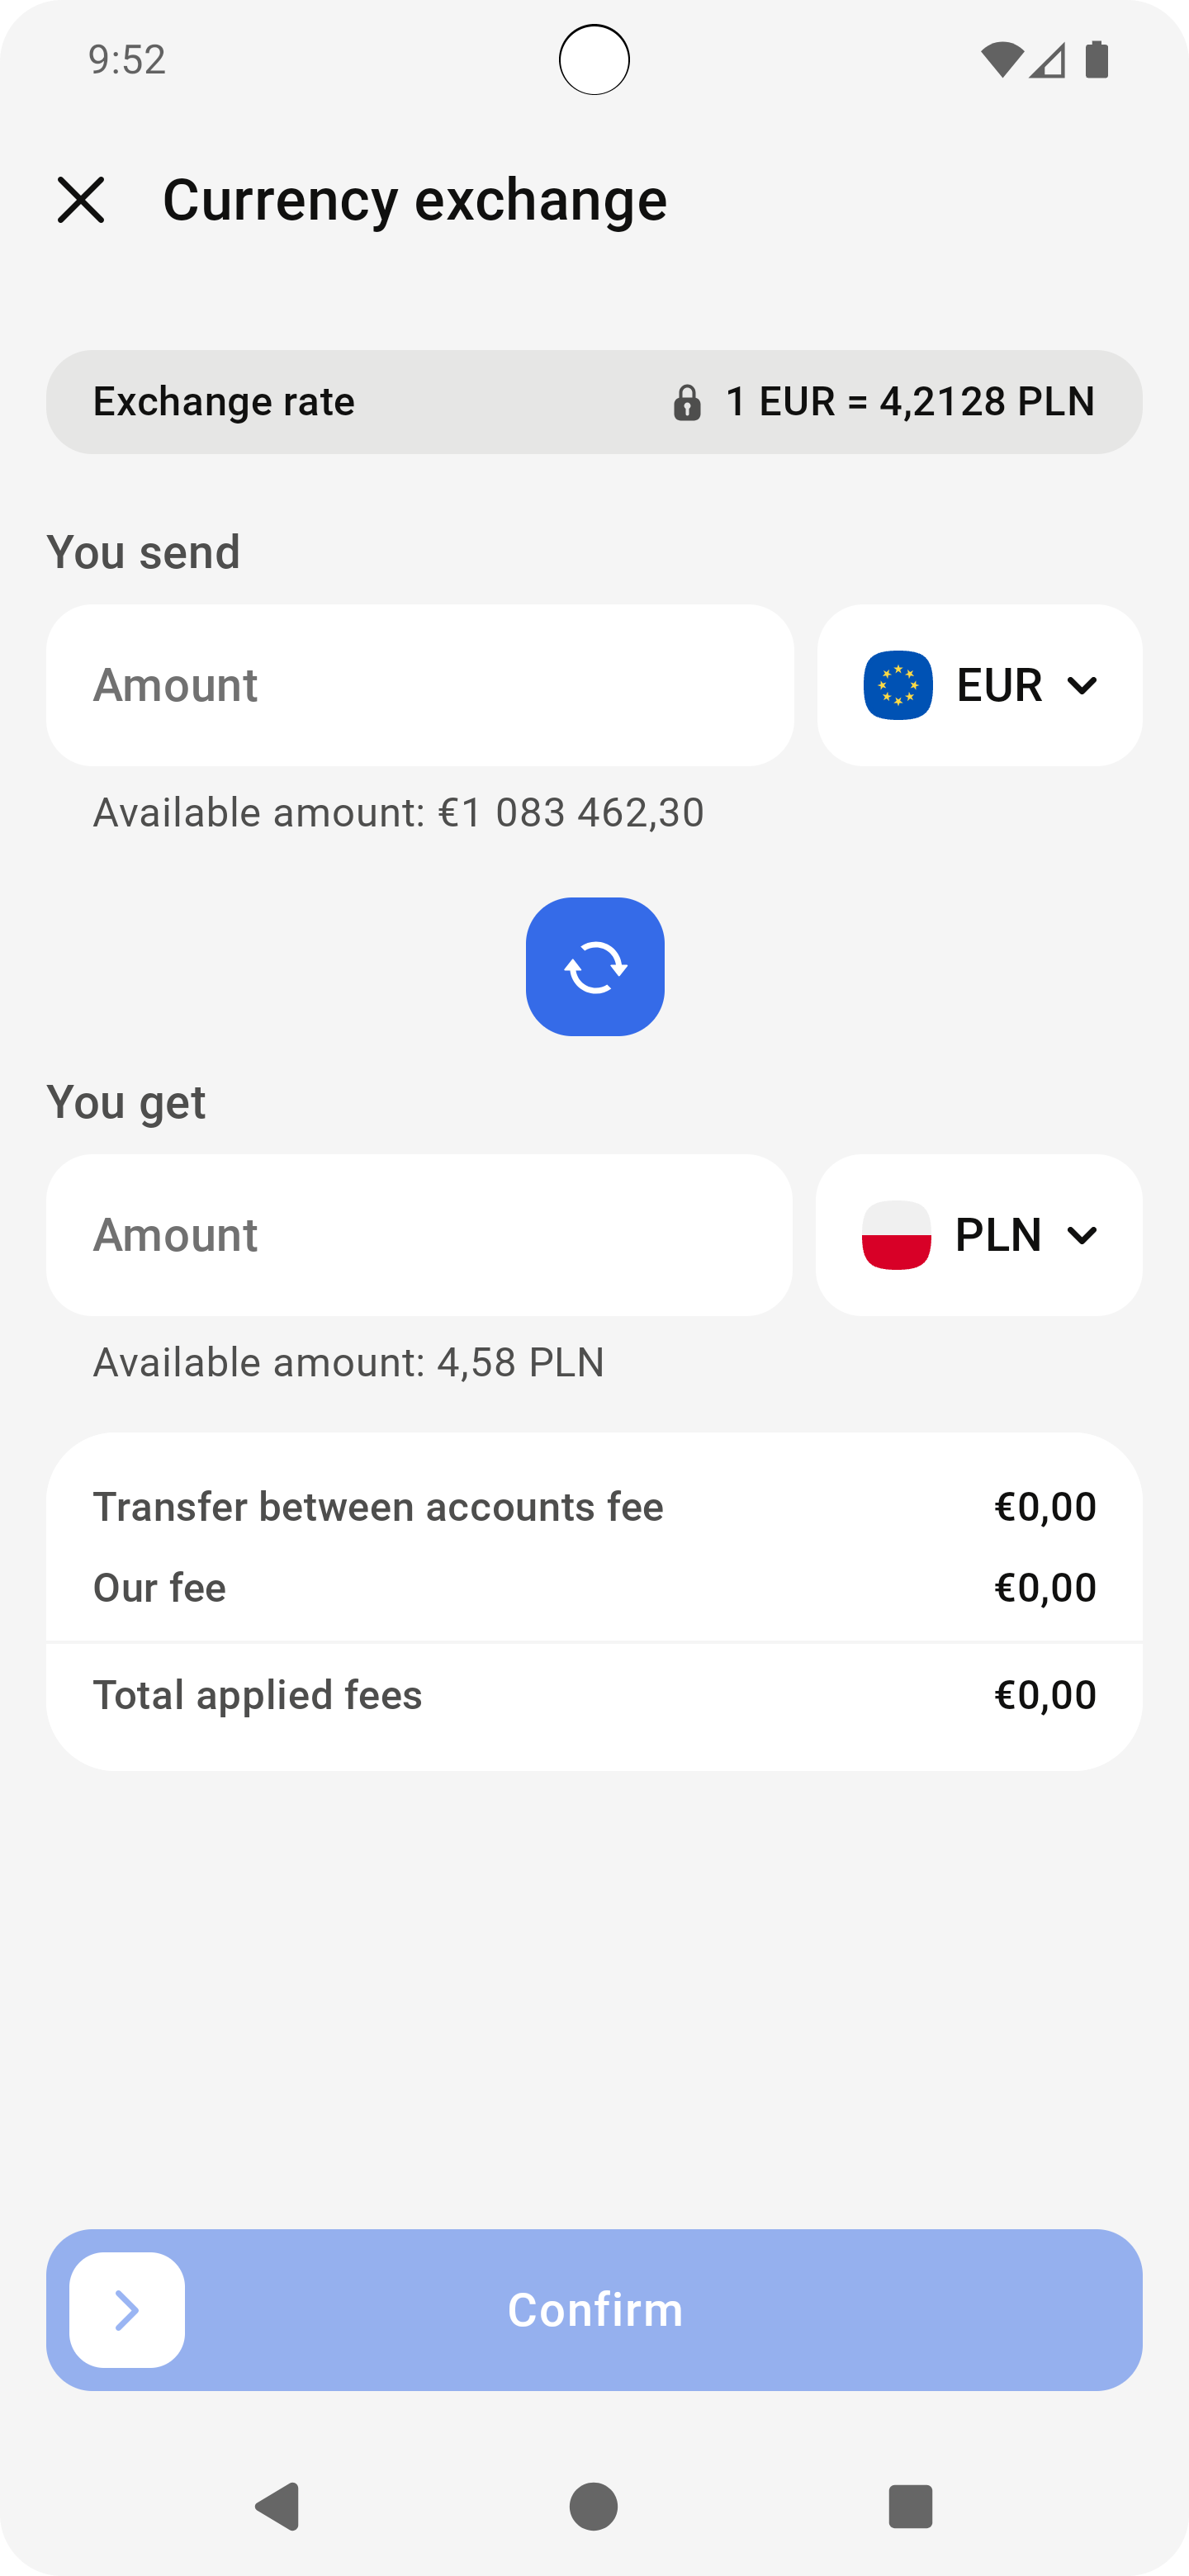 9:52
Currency exchange
Exchange rate 1 EUR = 4,2128 PLN
You send
Amount EUR
Available amount: €1 083 462,30
You get
Amount PLN
Available amount: 4,58 PLN
Transfer between accounts fee €0,00
Our fee €0,00
Total applied fees €0,00
Confirm